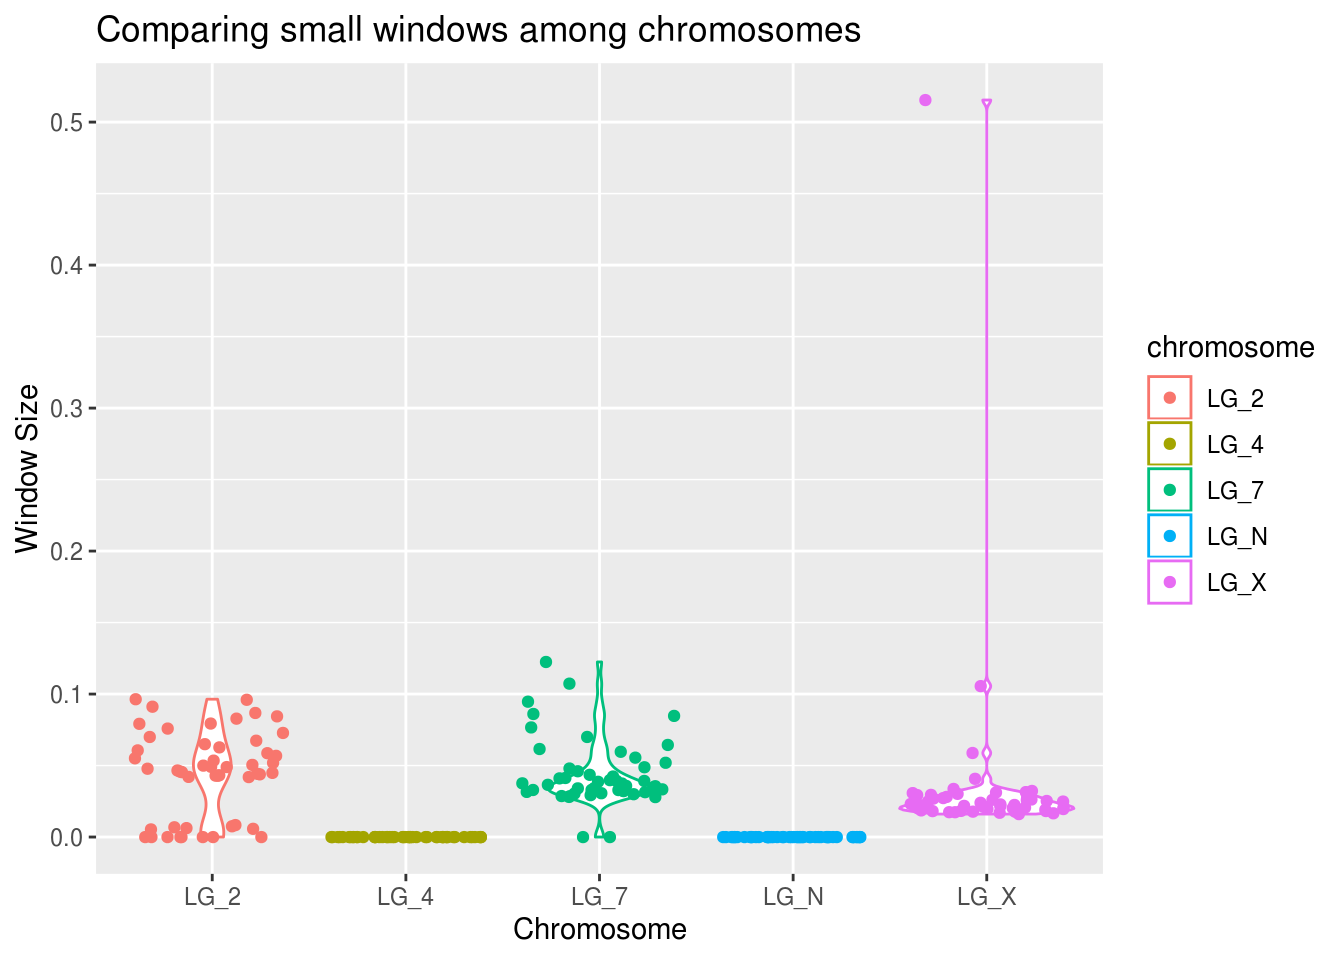 Comparing small windows among chromosomes
Window Size
0.5
0.4
0.3
0.2
0.1
0.0
LG_2 LG_4 LG_7 LG_N LG_X
Chromosome
chromosome
LG_2
LG_4
LG_7
LG_N
LG_X